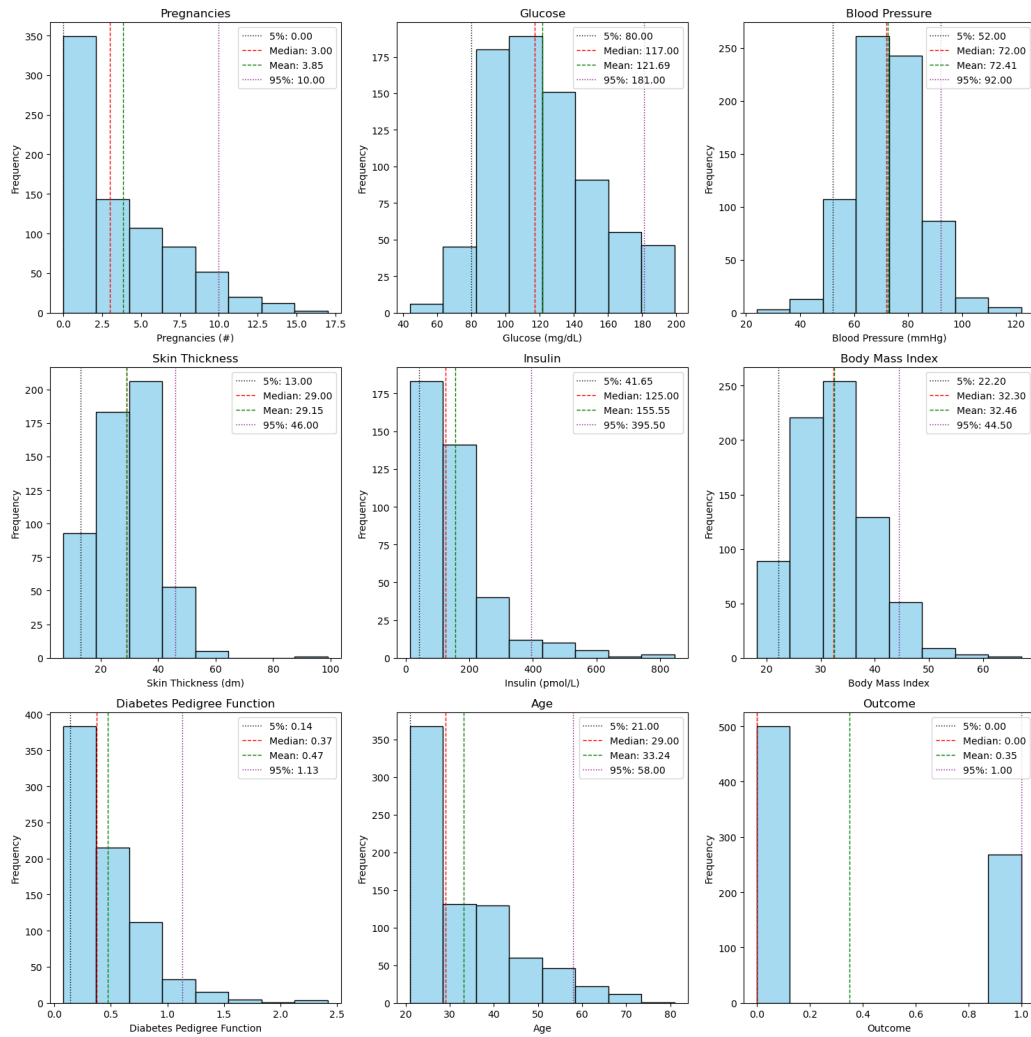 Pregnancies
5%: 0.00
Median: 3.00
Mean: 3.85
95%: 10.00
Frequency
350
300
250
200
150
100
50
0
0.0 2.5 5.0 7.5 10.0 12.5 15.0 17.5
Pregnancies (#)
Glucose
5%: 80.00
Median: 117.00
Mean: 121.69
95%: 181.00
Frequency
175
150
125
100
75
50
25
0
40 60 80 100 120 140 160 180 200
Glucose (mg/dL)
Blood Pressure
5%: 52.00
Median: 72.00
Mean: 72.41
95%: 92.00
Frequency
250
200
150
100
50
0
20 40 60 80 100 120
Blood Pressure (mmHg)
Skin Thickness
5%: 13.00
Median: 29.00
Mean: 29.15
95%: 46.00
Frequency
200
175
150
125
100
75
50
25
0
20 40 60 80 100
Skin Thickness (dm)
Insulin
5%: 41.65
Median: 125.00
Mean: 155.55
95%: 395.50
Frequency
175
150
125
100
75
50
25
0
0 200 400 600 800
Insulin (pmol/L)
Body Mass Index
5%: 22.20
Median: 32.30
Mean: 32.46
95%: 44.50
Frequency
250
200
150
100
50
0
20 30 40 50 60
Body Mass Index
Diabetes Pedigree Function
5%: 0.14
Median: 0.37
Mean: 0.47
95%: 1.13
Frequency
400
350
300
250
200
150
100
50
0
0.0 0.5 1.0 1.5 2.0 2.5
Diabetes Pedigree Function
Age
5%: 21.00
Median: 29.00
Mean: 33.24
95%: 58.00
Frequency
350
300
250
200
150
100
50
0
20 30 40 50 60 70 80
Age
Outcome
5%: 0.00
Median: 0.00
Mean: 0.35
95%: 1.00
Frequency
500
400
300
200
100
0
0.0 0.2 0.4 0.6 0.8 1.0
Outcome